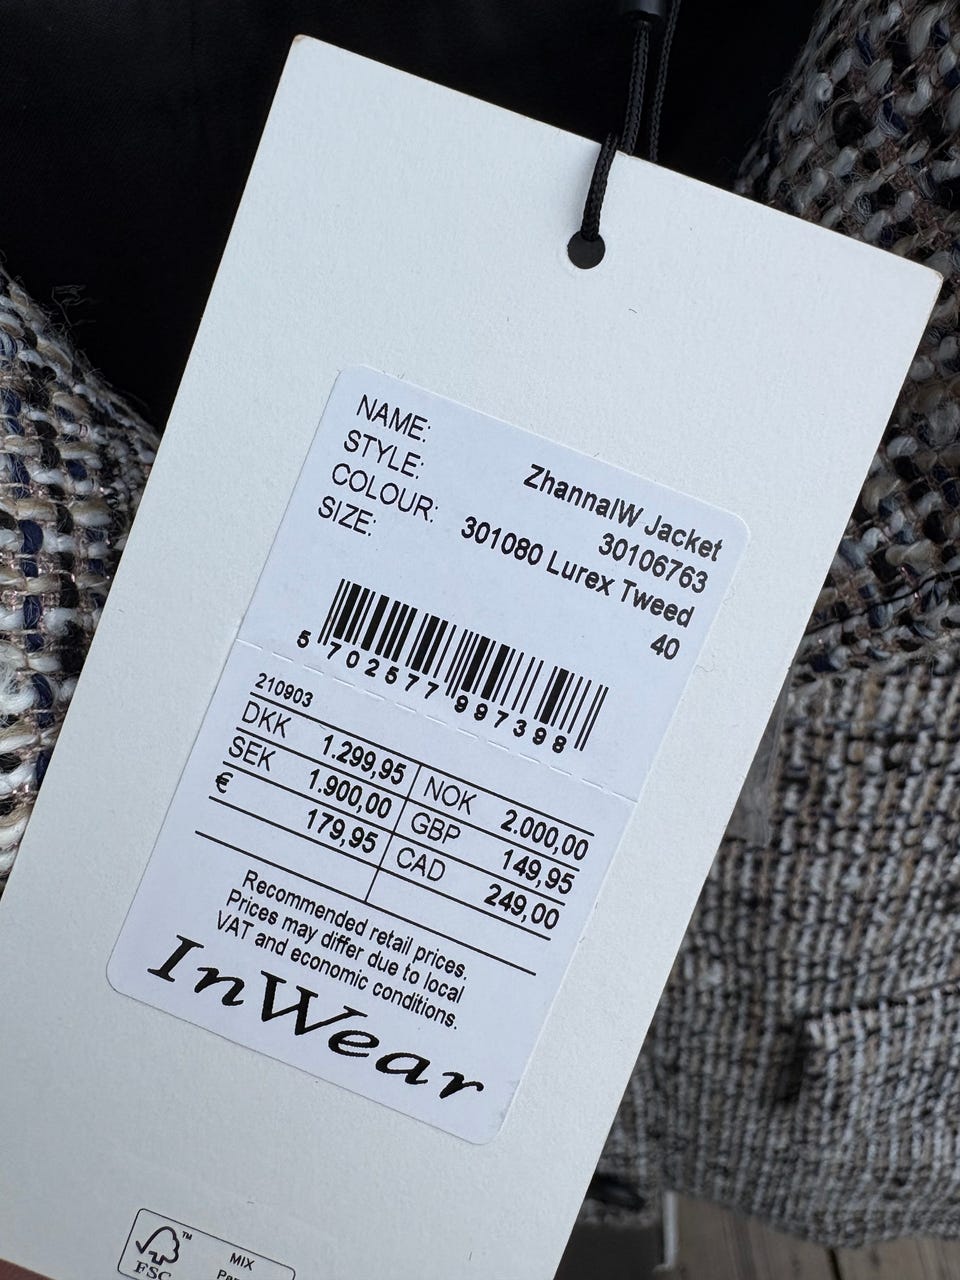 NAME: ZhannaIW Jacket
STYLE: 30106763
COLOUR: 301080 Lurex Tweed
SIZE: 40
5 702577 997398
210903
DKK 1.299,95 NOK 2.000,00
SEK 1.900,00 GBP 149,95
€ 179,95 CAD 249,00
Recommended retail prices.
Prices may differ due to local
VAT and economic conditions.
InWear
™
FSC
MIX